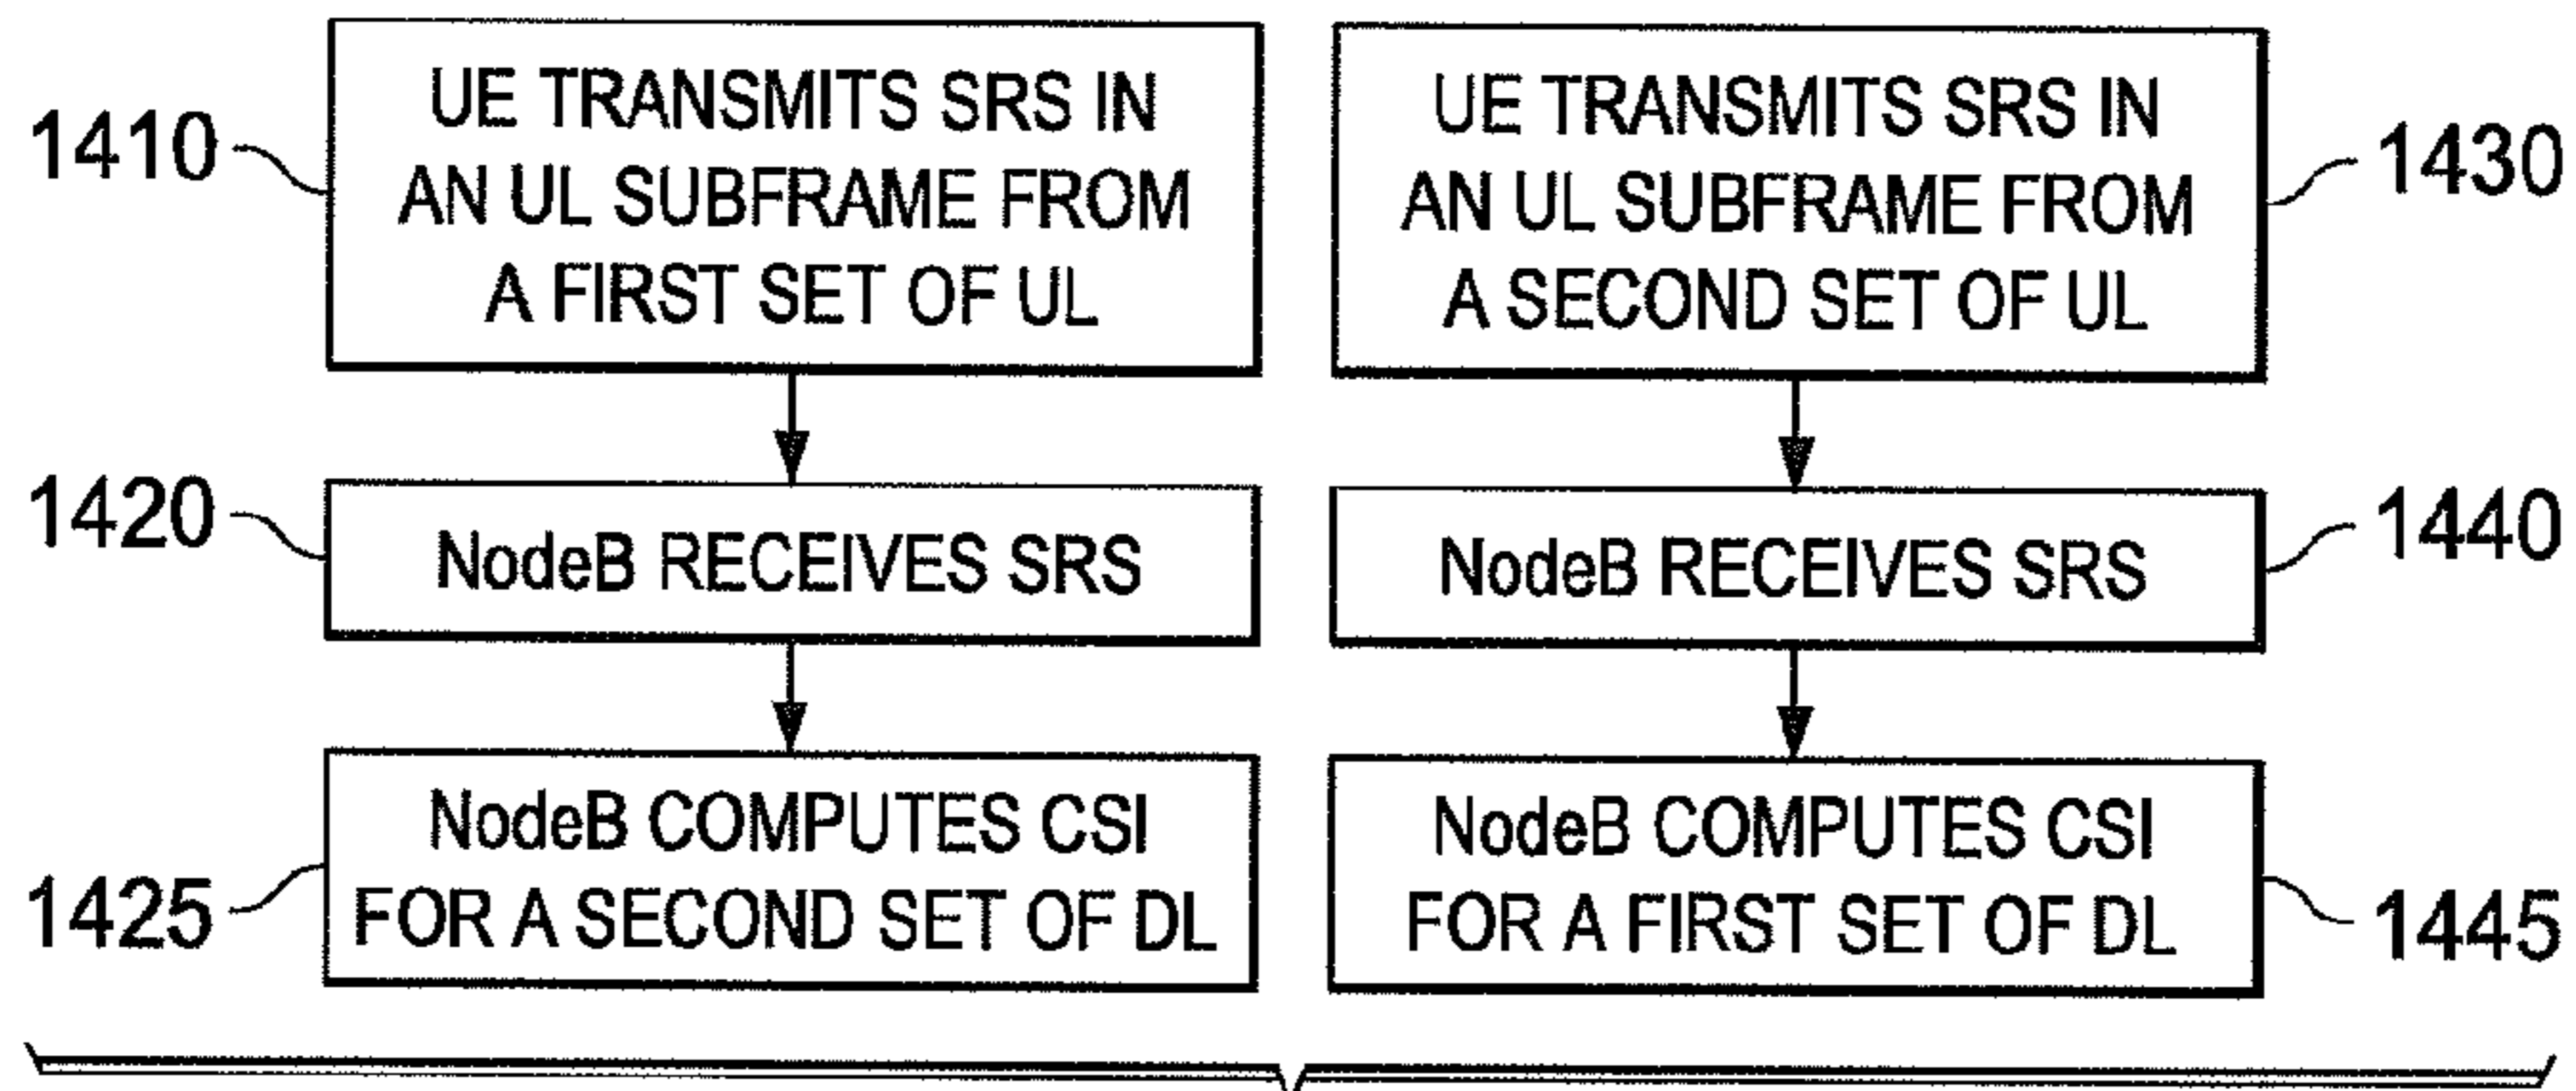 1410
UE TRANSMITS SRS IN
AN UL SUBFRAME FROM
A FIRST SET OF UL
1420
NodeB RECEIVES SRS
1425
NodeB COMPUTES CSI
FOR A SECOND SET OF DL
UE TRANSMITS SRS IN
AN UL SUBFRAME FROM
A SECOND SET OF UL
1430
NodeB RECEIVES SRS
1440
NodeB COMPUTES CSI
FOR A FIRST SET OF DL
1445